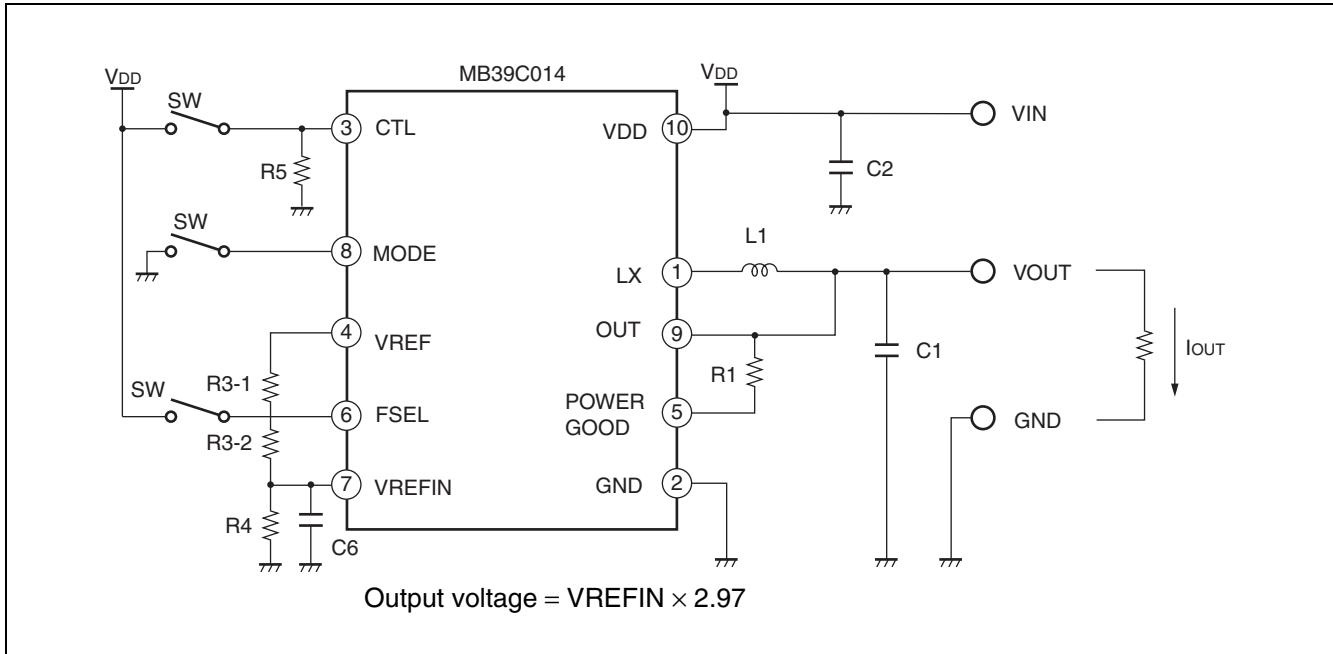 MB39C014
VDD
VDD
SW
3
CTL
VDD
10
VIN
R5
C2
SW
8
MODE
L1
LX
1
VOUT
4
VREF
OUT
9
C1
IOUT
R3-1
R1
SW
6
FSEL
POWER
GOOD
5
GND
R3-2
7
VREFIN
GND
2
R4
C6
Output voltage = VREFIN × 2.97